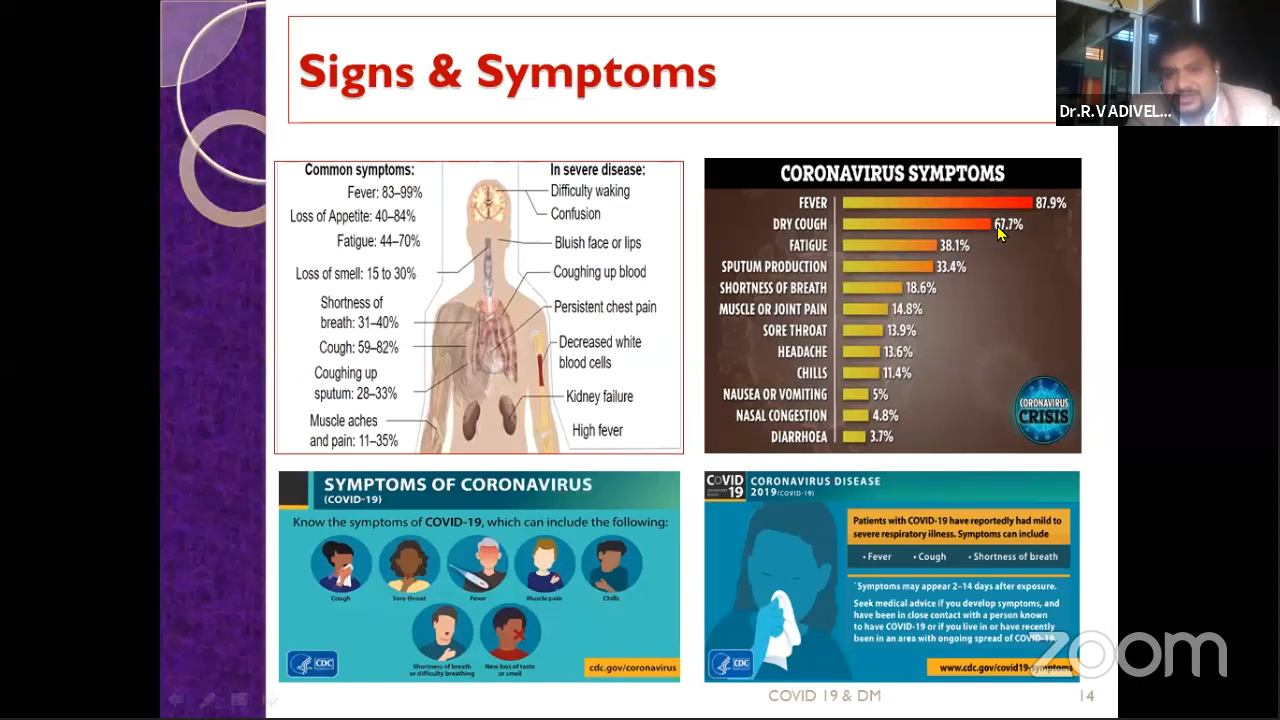 Signs & Symptoms
Dr.R.VADIVEL...
Common symptoms:
Fever: 83–99%
Loss of Appetite: 40–84%
Fatigue: 44–70%
Loss of smell: 15 to 30%
Shortness of
breath: 31–40%
Cough: 59–82%
Coughing up
sputum: 28–33%
Muscle aches
and pain: 11–35%
In severe disease:
Difficulty waking
Confusion
Bluish face or lips
Coughing up blood
Persistent chest pain
Decreased white
blood cells
Kidney failure
High fever
CORONAVIRUS SYMPTOMS
FEVER 87.9%
DRY COUGH 67.7%
FATIGUE 38.1%
SPUTUM PRODUCTION 33.4%
SHORTNESS OF BREATH 18.6%
MUSCLE OR JOINT PAIN 14.8%
SORE THROAT 13.9%
HEADACHE 13.6%
CHILLS 11.4%
NAUSEA OR VOMITING 5%
NASAL CONGESTION 4.8%
DIARRHOEA 3.7%
CORONAVIRUS
CRISIS
SYMPTOMS OF CORONAVIRUS
(COVID-19)
Know the symptoms of COVID-19, which can include the following:
Cough
Sore throat
Fever
Muscle pain
Chills
Shortness of breath
or difficulty breathing
New loss of taste
or smell
CDC
cdc.gov/coronavirus
COVID
19
CORONAVIRUS DISEASE
2019 (COVID-19)
Patients with COVID-19 have reportedly had mild to
severe respiratory illness. Symptoms can include
• Fever • Cough • Shortness of breath
*Symptoms may appear 2–14 days after exposure.
Seek medical advice if you develop symptoms, and
have been in close contact with a person known
to have COVID-19 or if you live in or have recently
been in an area with ongoing spread of COVID-19.
CDC
www.cdc.gov/covid19-symptoms
zoom
COVID 19 & DM
14